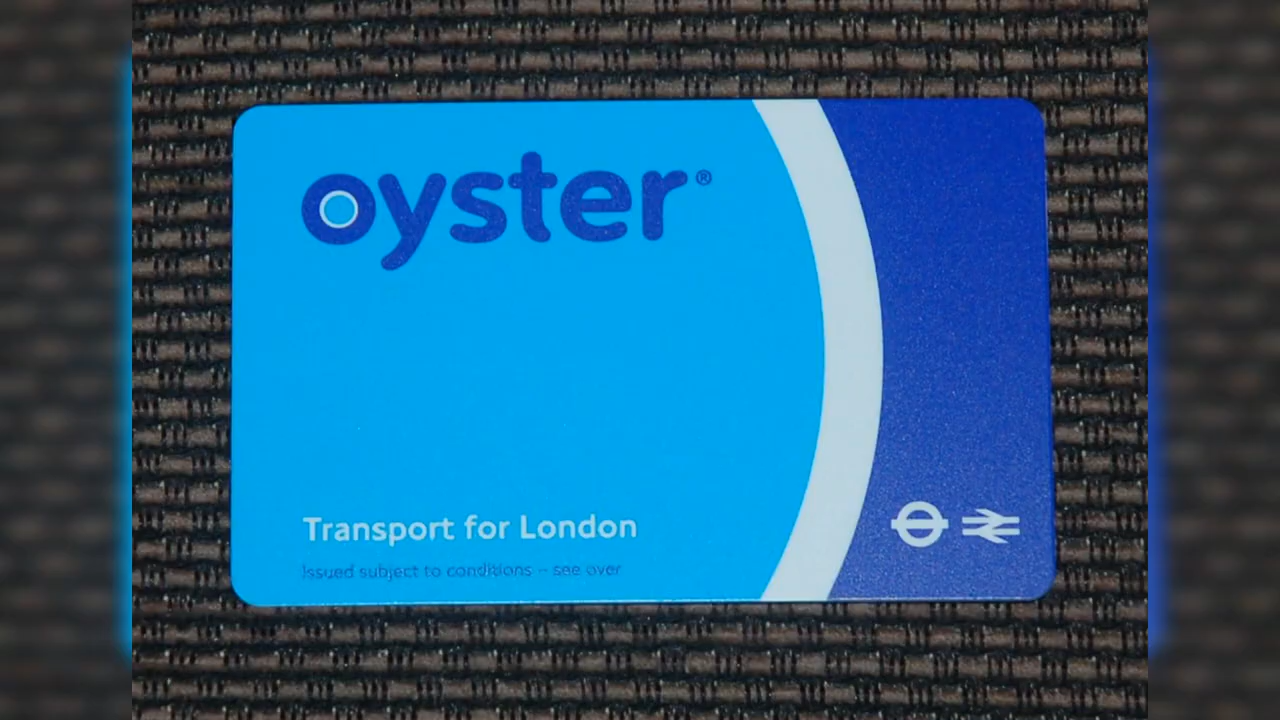 oyster®
Transport for London
Issued subject to conditions – see over